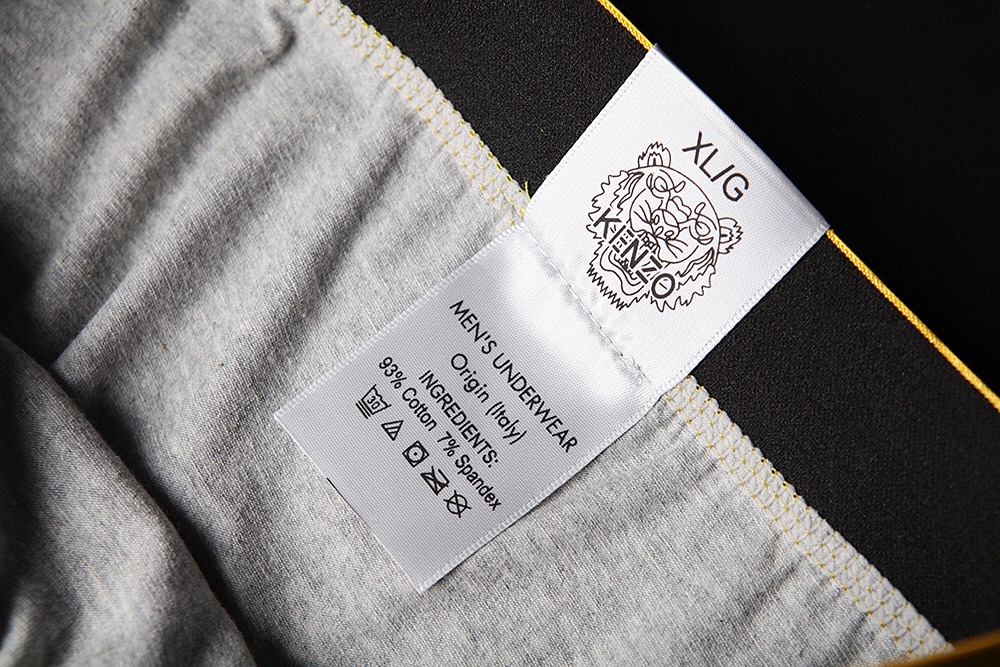 XL/G
KENZO
MEN'S UNDERWEAR
Origin (Italy)
INGREDIENTS:
93% Cotton 7% Spandex
30